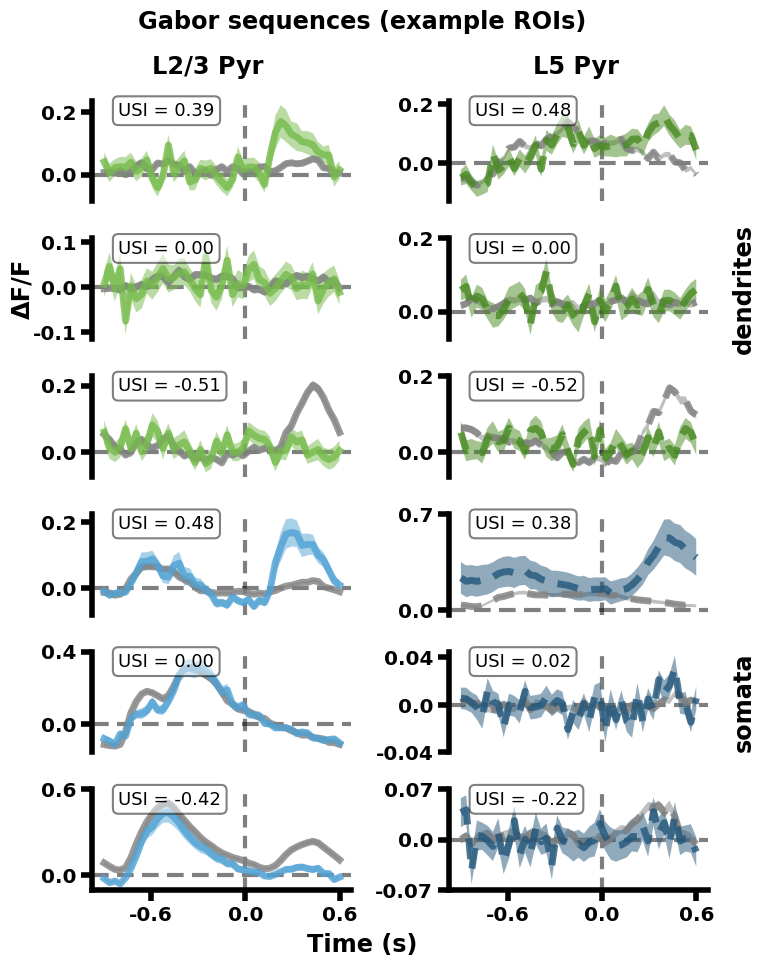 Gabor sequences (example ROIs)
L2/3 Pyr
L5 Pyr
0.2
0.0
USI = 0.39
0.2
0.0
USI = 0.48
0.1
0.0
-0.1
USI = 0.00
0.2
0.0
USI = 0.00
ΔF/F
dendrites
0.2
0.0
USI = -0.51
0.2
0.0
USI = -0.52
0.2
0.0
USI = 0.48
0.7
0.0
USI = 0.38
0.4
0.0
USI = 0.00
0.04
0.0
-0.04
USI = 0.02
somata
0.6
0.0
USI = -0.42
0.07
0.0
-0.07
USI = -0.22
-0.6 0.0 0.6
-0.6 0.0 0.6
Time (s)